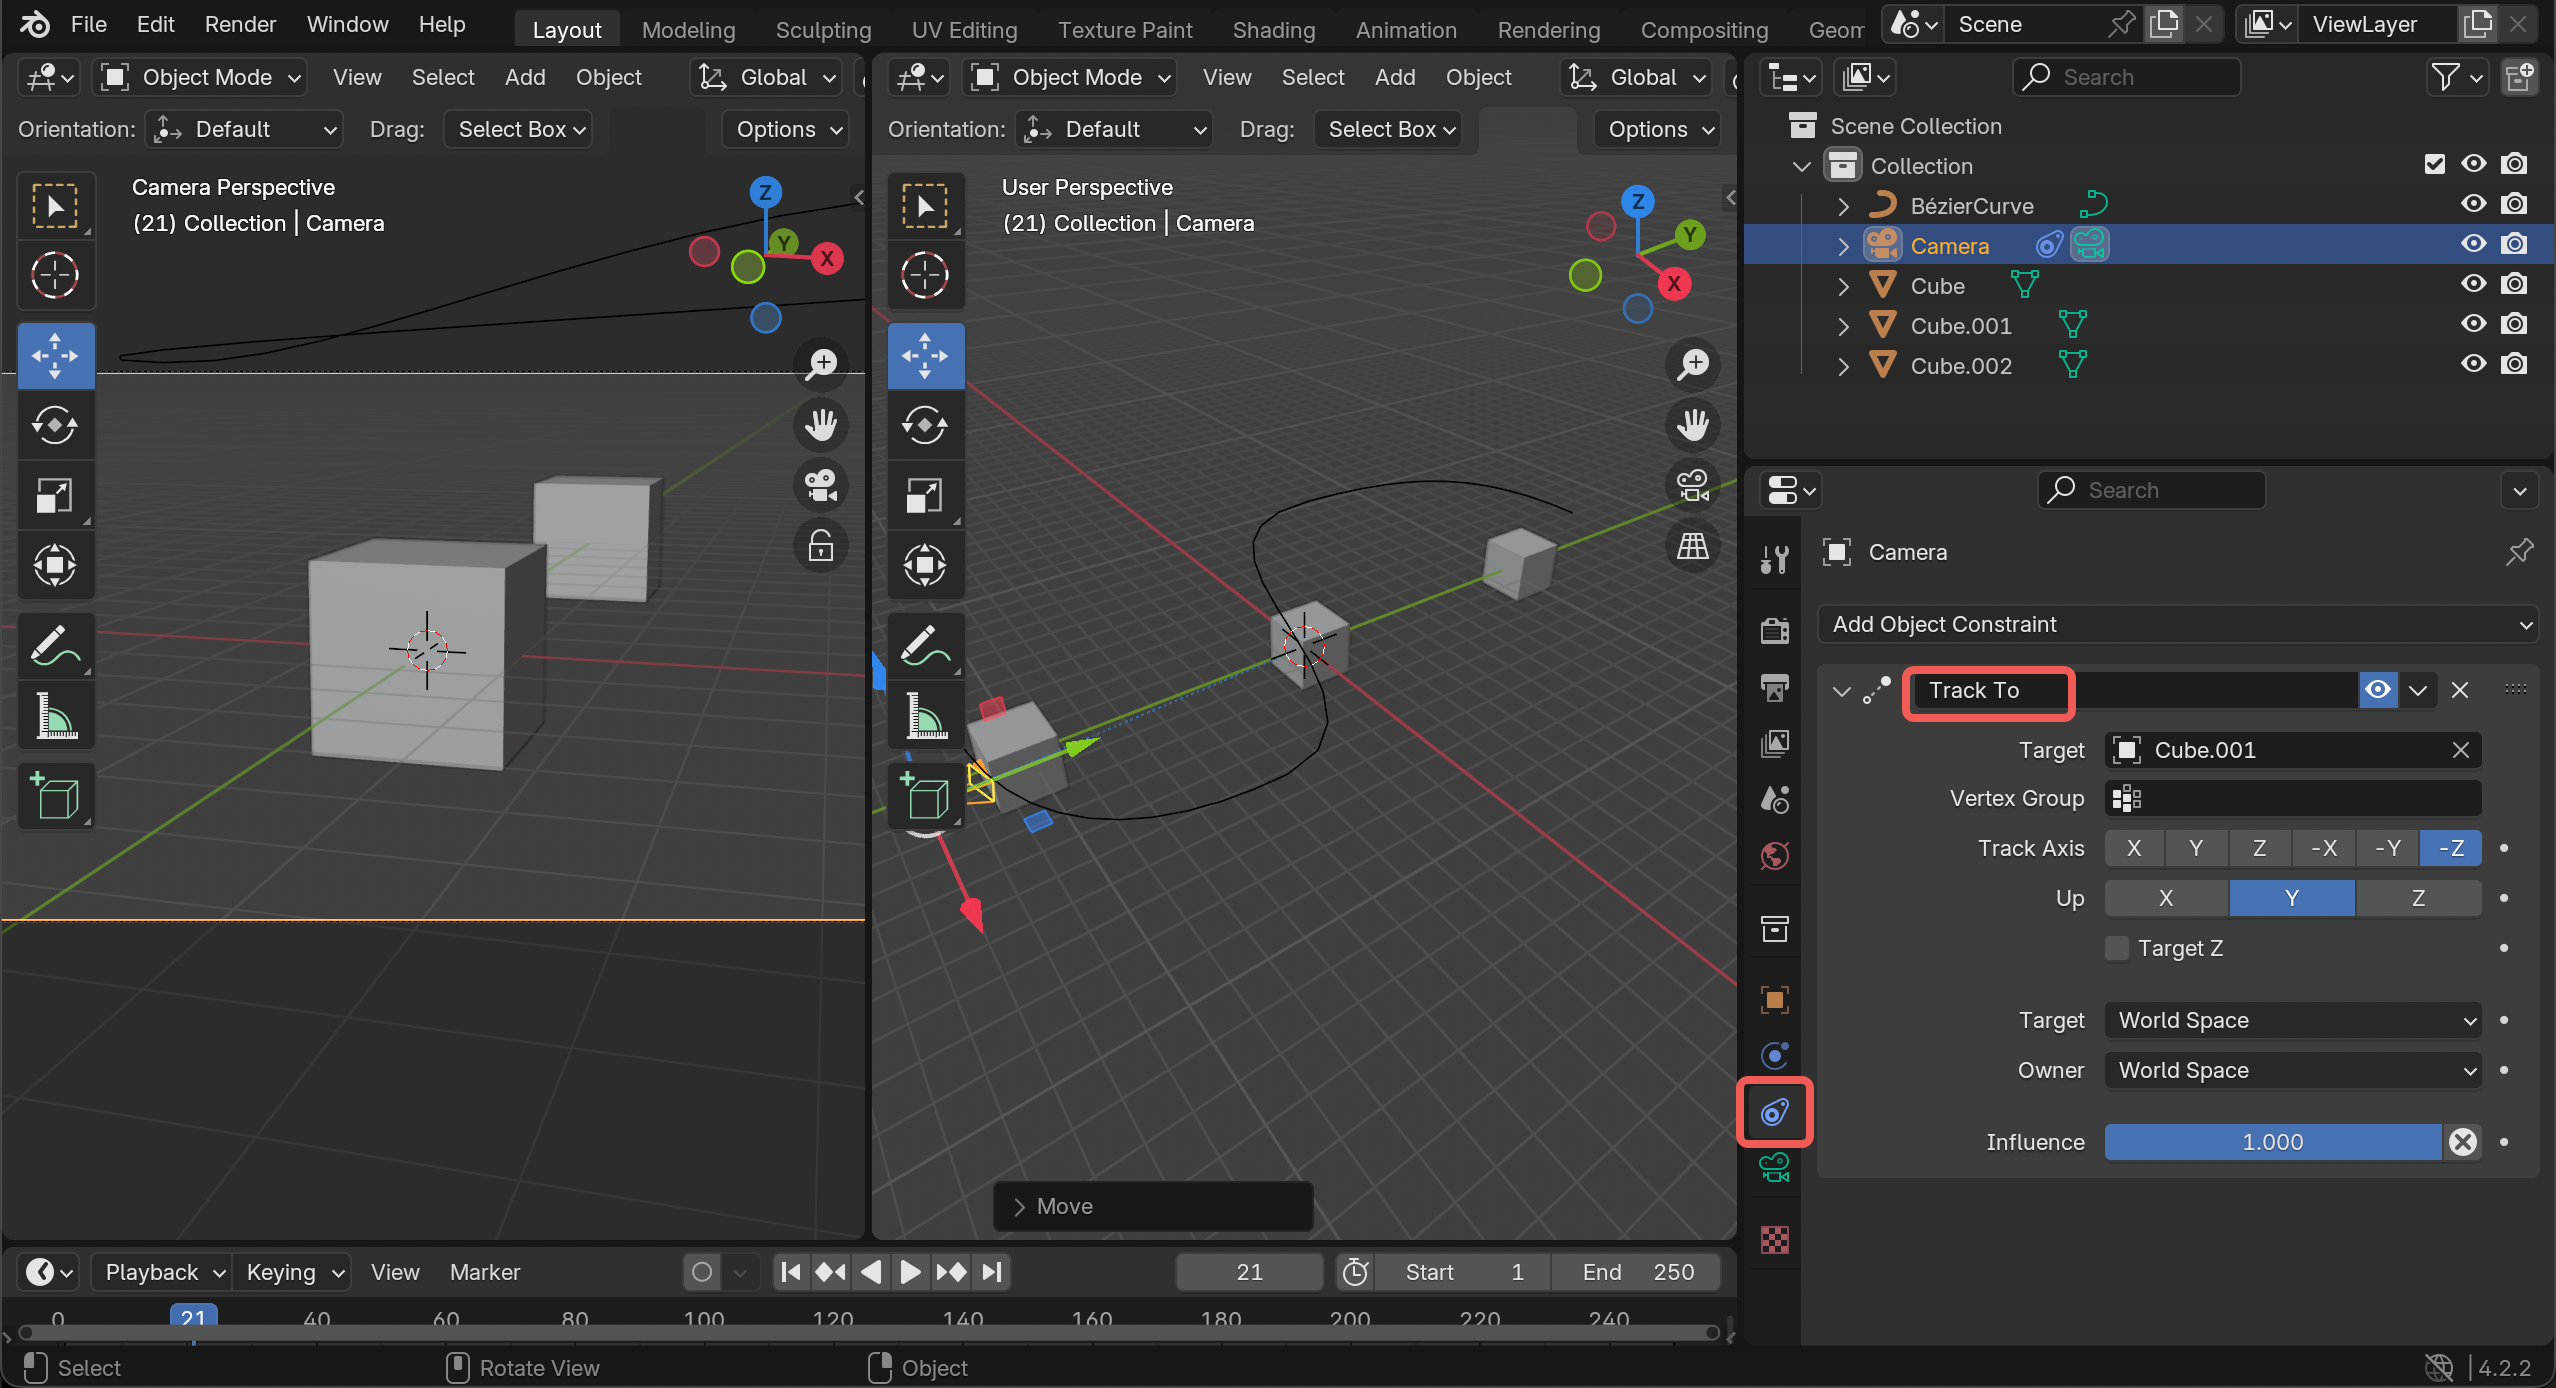 File Edit Render Window Help Layout Modeling Sculpting UV Editing Texture Paint Shading Animation Rendering Compositing Geom Scene ViewLayer
Object Mode View Select Add Object Global
Orientation: Default Drag: Select Box Options
Camera Perspective
(21) Collection | Camera
Z
Y
X
Object Mode View Select Add Object Global
Orientation: Default Drag: Select Box Options
User Perspective
(21) Collection | Camera
Z
Y
X
Move
Search
Scene Collection
Collection
BézierCurve
Camera
Cube
Cube.001
Cube.002
Search
Camera
Add Object Constraint
Track To
Target Cube.001
Vertex Group
Track Axis X Y Z -X -Y -Z
Up X Y Z
Target Z
Target World Space
Owner World Space
Influence 1.000
Playback Keying View Marker 21 Start 1 End 250
0 21 40 60 80 100 120 140 160 180 200 220 240
Select Rotate View Object 4.2.2